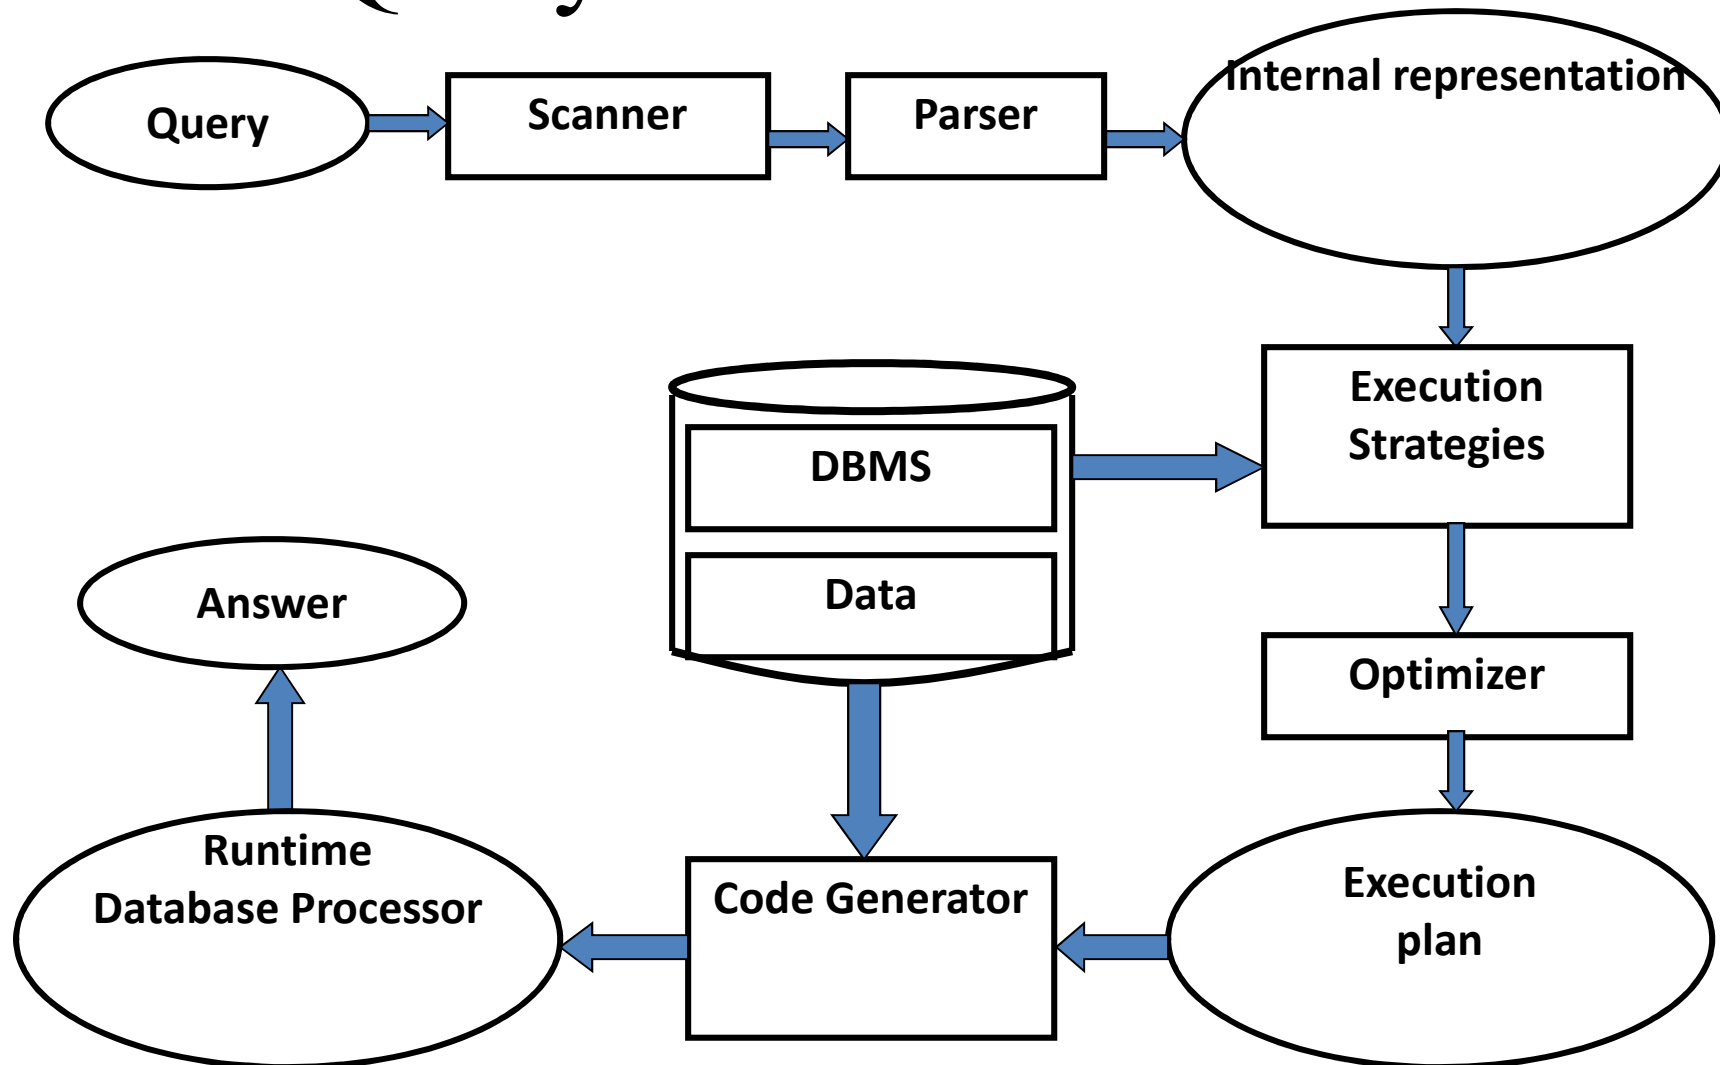 Query
Scanner
Parser
Internal representation
Execution
Strategies
DBMS
Data
Optimizer
Answer
Runtime
Database Processor
Code Generator
Execution
plan